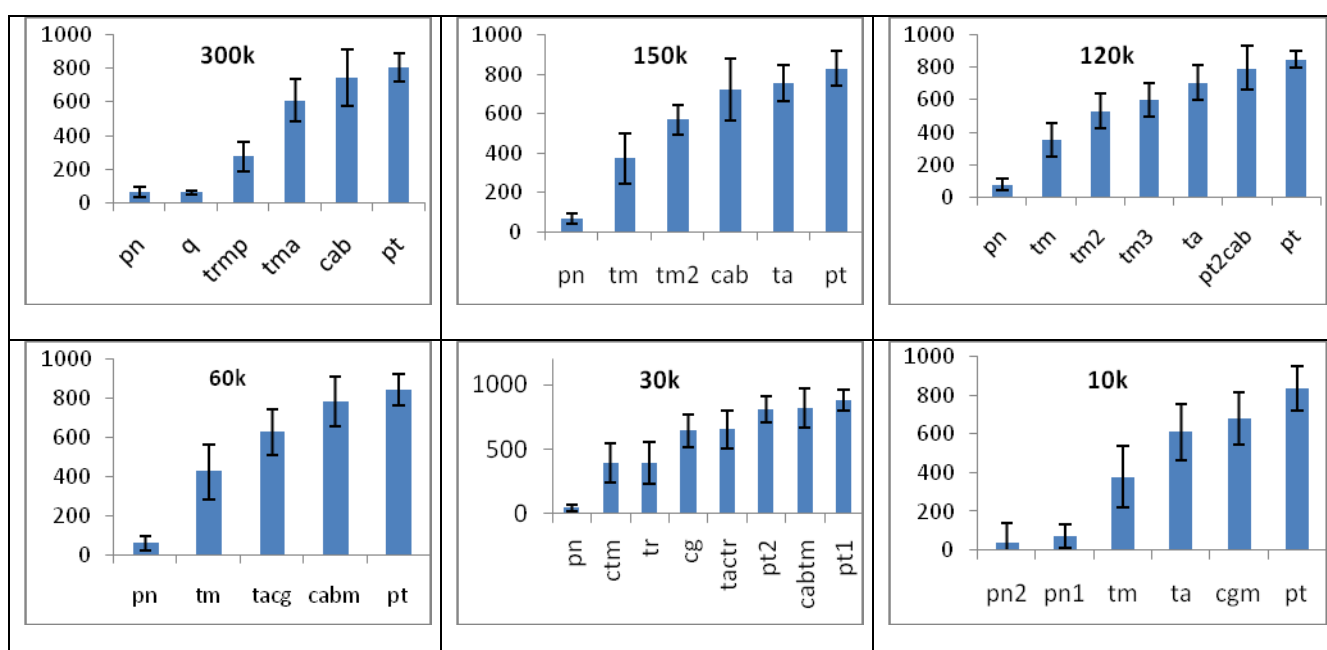 300k
1000
800
600
400
200
0
pn q trmp tma cab pt
150k
1000
800
600
400
200
0
pn tm tm2 cab ta pt
120k
1000
800
600
400
200
0
pn tm tm2 tm3 ta pt2cab pt
60k
1000
800
600
400
200
0
pn tm tacg cabm pt
30k
1000
500
0
pn ctm tr cg tactr pt2 cabtm pt1
10k
1000
800
600
400
200
0
pn2 pn1 tm ta cgm pt